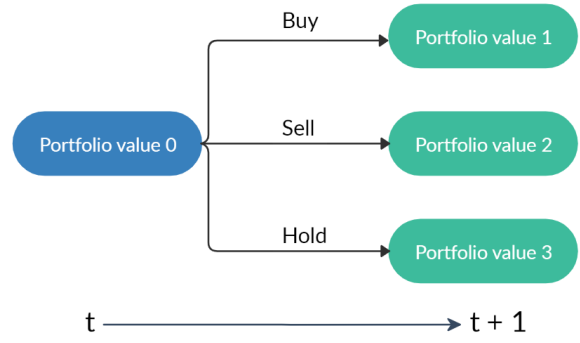 Buy
Portfolio value 1
Portfolio value 0
Sell
Portfolio value 2
Hold
Portfolio value 3
t
t + 1